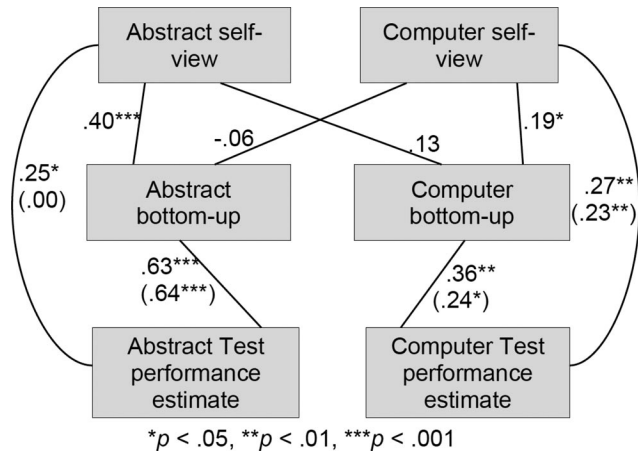 Abstract self-
view
Computer self-
view
.40***
-.06
.13
.19*
.25*
(.00)
Abstract
bottom-up
Computer
bottom-up
.27**
(.23**)
.63***
(.64***)
.36**
(.24*)
Abstract Test
performance
estimate
Computer Test
performance
estimate
*p < .05, **p < .01, ***p < .001